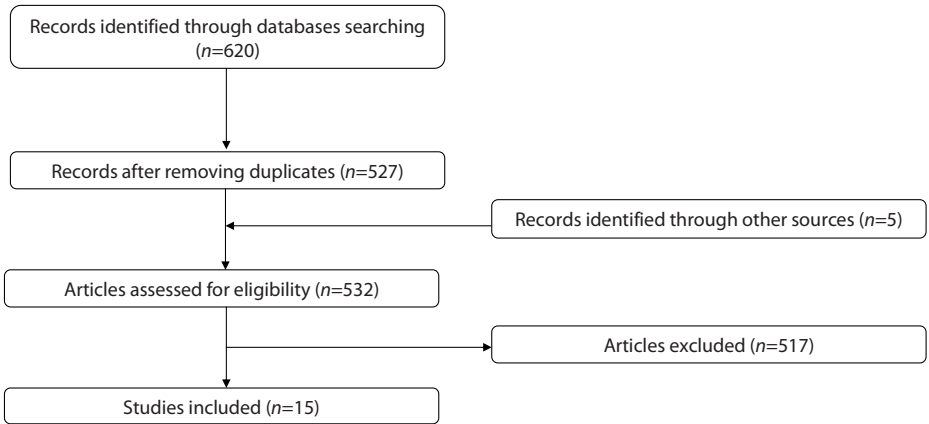 Records identified through databases searching
(n=620)
Records after removing duplicates (n=527)
Records identified through other sources (n=5)
Articles assessed for eligibility (n=532)
Articles excluded (n=517)
Studies included (n=15)